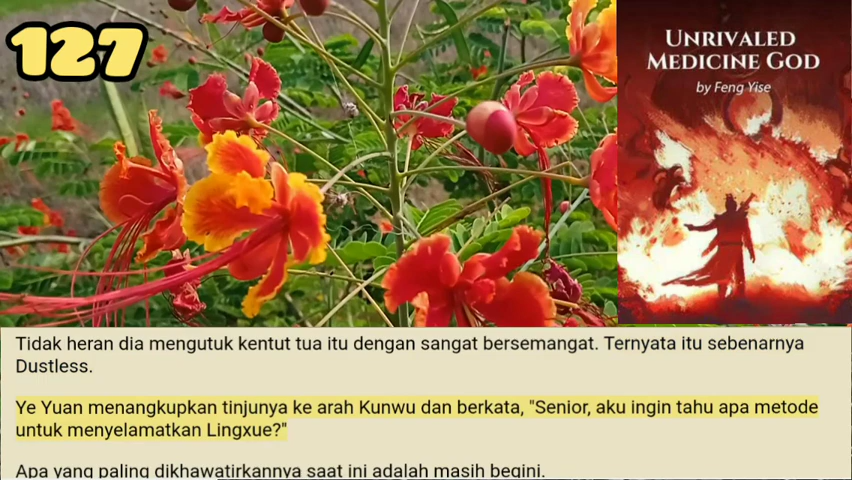 127
UNRIVALED
MEDICINE GOD
by Feng Yise
Tidak heran dia mengutuk kentut tua itu dengan sangat bersemangat. Ternyata itu sebenarnya
Dustless.
Ye Yuan menangkupkan tinjunya ke arah Kunwu dan berkata, "Senior, aku ingin tahu apa metode
untuk menyelamatkan Lingxue?"
Apa yang paling dikhawatirkannya saat ini adalah masih begini.